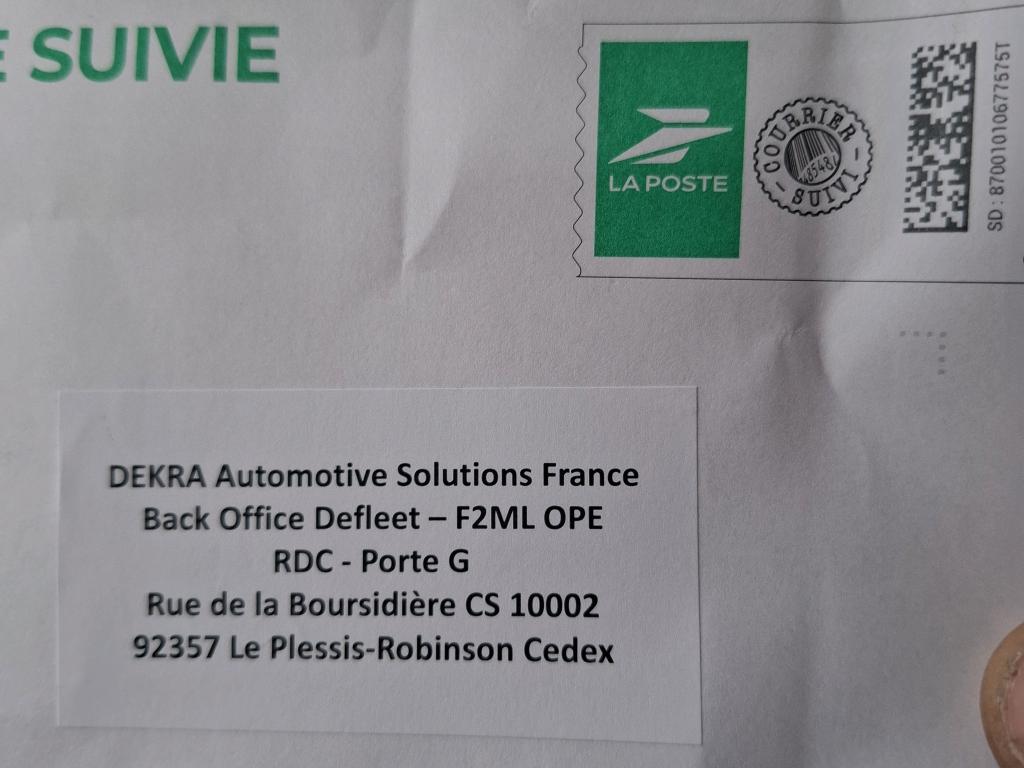 E SUIVIE
LA POSTE
COURRIER
SUIVI
SD : 87001010677575T
DEKRA Automotive Solutions France
Back Office Defleet – F2ML OPE
RDC - Porte G
Rue de la Boursidière CS 10002
92357 Le Plessis-Robinson Cedex